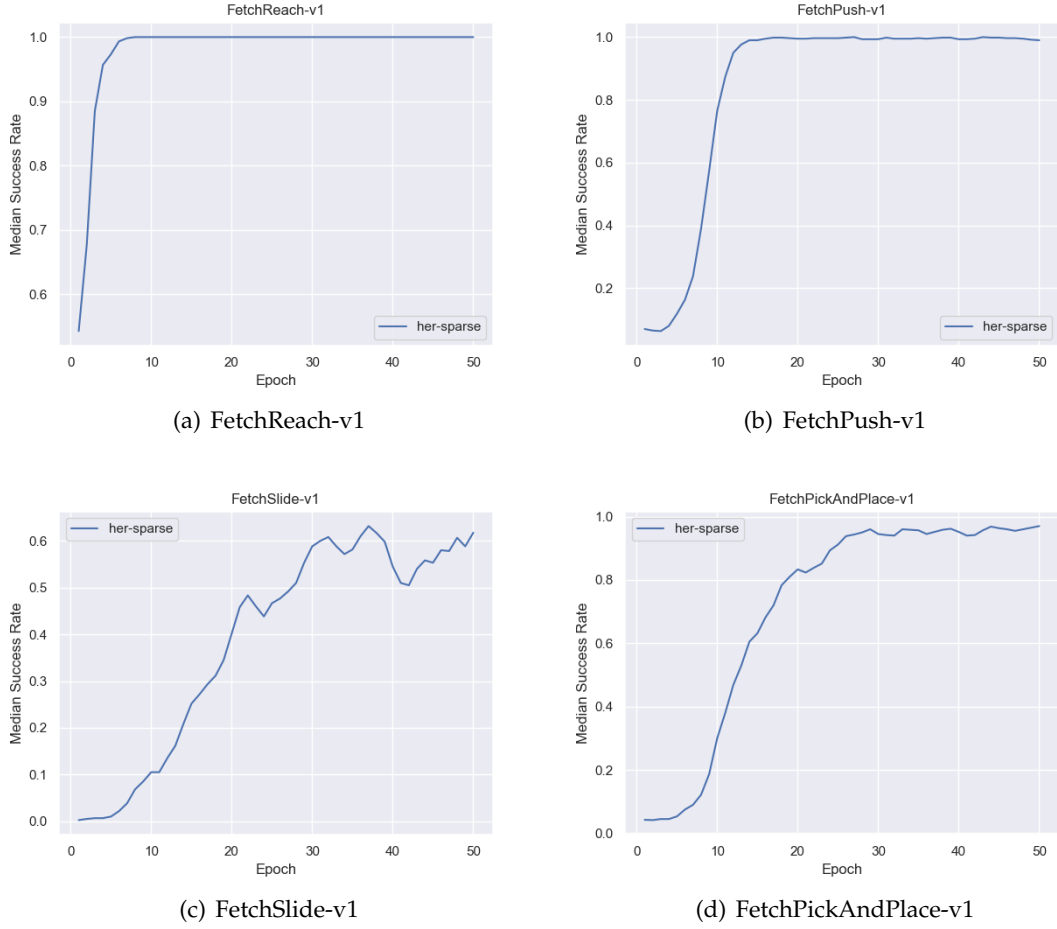 FetchReach-v1
1.0
0.9
0.8
0.7
0.6
Median Success Rate
her-sparse
0 10 20 30 40 50
Epoch
(a) FetchReach-v1
FetchPush-v1
1.0
0.8
0.6
0.4
0.2
Median Success Rate
her-sparse
0 10 20 30 40 50
Epoch
(b) FetchPush-v1
FetchSlide-v1
her-sparse
0.6
0.5
0.4
0.3
0.2
0.1
0.0
Median Success Rate
0 10 20 30 40 50
Epoch
(c) FetchSlide-v1
FetchPickAndPlace-v1
her-sparse
1.0
0.8
0.6
0.4
0.2
0.0
Median Success Rate
0 10 20 30 40 50
Epoch
(d) FetchPickAndPlace-v1